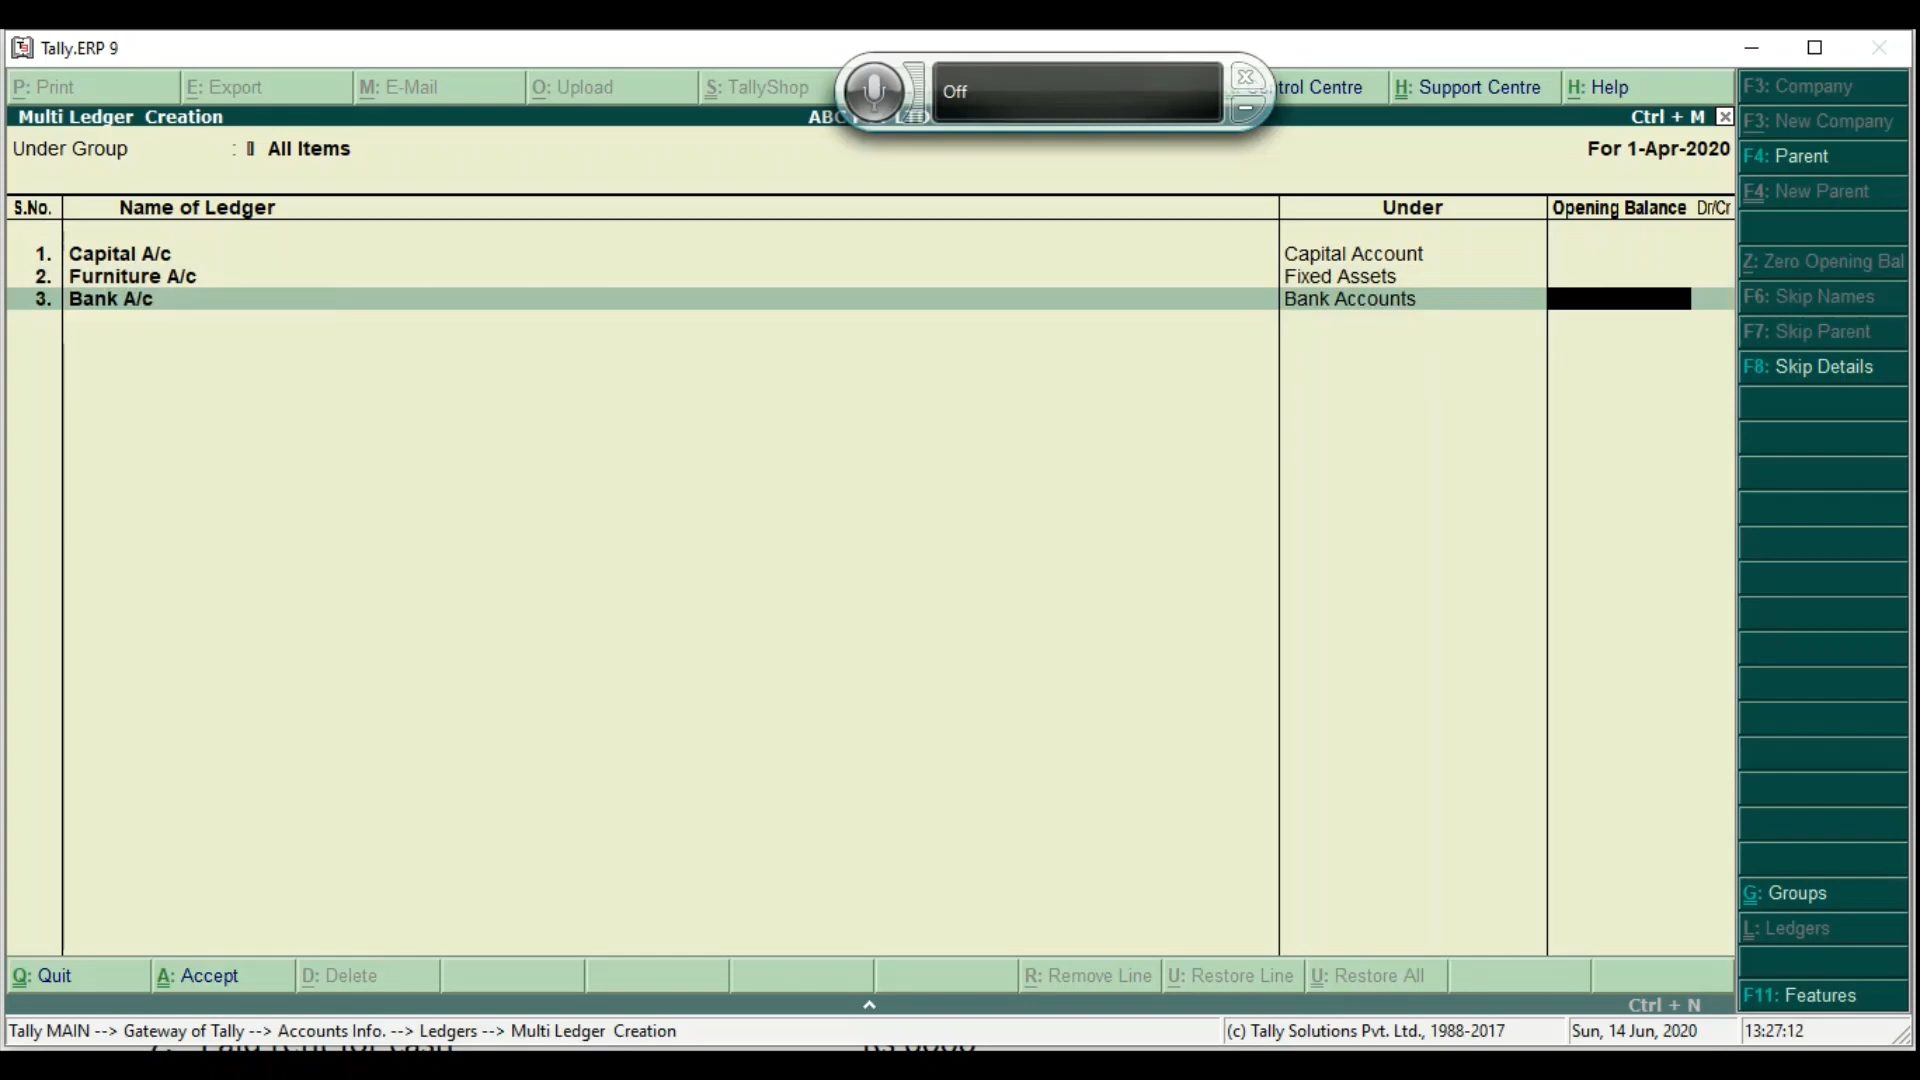 Tally.ERP 9
P: Print E: Export M: E-Mail O: Upload S: TallyShop Off trol Centre H: Support Centre H: Help
Multi Ledger Creation ABC Ctrl + M
Under Group : All Items For 1-Apr-2020
S.No. Name of Ledger Under Opening Balance Dr/Cr
1. Capital A/c Capital Account
2. Furniture A/c Fixed Assets
3. Bank A/c Bank Accounts
F3: Company
F3: New Company
F4: Parent
F4: New Parent
Z: Zero Opening Bal
F6: Skip Names
F7: Skip Parent
F8: Skip Details
G: Groups
L: Ledgers
F11: Features
Q: Quit A: Accept D: Delete R: Remove Line U: Restore Line U: Restore All
Ctrl + N
Tally MAIN --> Gateway of Tally --> Accounts Info. --> Ledgers --> Multi Ledger Creation (c) Tally Solutions Pvt. Ltd., 1988-2017 Sun, 14 Jun, 2020 13:27:12